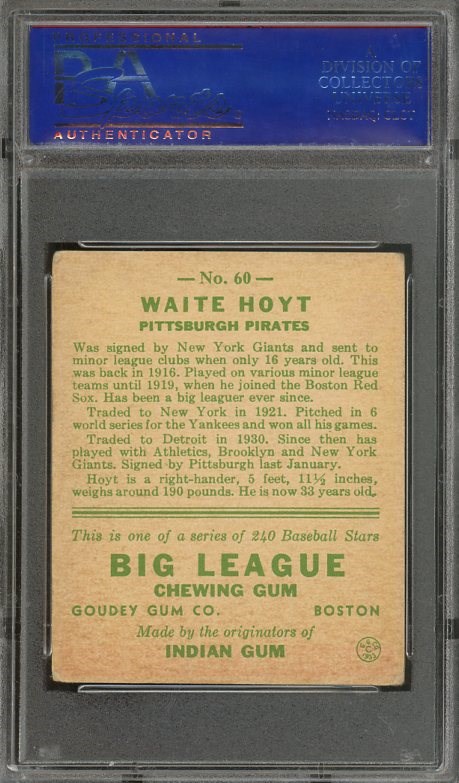 PROFESSIONAL
PSA
AUTHENTICATOR
A
DIVISION OF
COLLECTORS
UNIVERSE
NASDAQ: CLCT
— No. 60 —
WAITE HOYT
PITTSBURGH PIRATES
Was signed by New York Giants and sent to
minor league clubs when only 16 years old. This
was back in 1916. Played on various minor league
teams until 1919, when he joined the Boston Red
Sox. Has been a big leaguer ever since.
Traded to New York in 1921. Pitched in 6
world series for the Yankees and won all his games.
Traded to Detroit in 1930. Since then has
played with Athletics, Brooklyn and New York
Giants. Signed by Pittsburgh last January.
Hoyt is a right-hander, 5 feet, 11½ inches,
weighs around 190 pounds. He is now 33 years old.
This is one of a series of 240 Baseball Stars
BIG LEAGUE
CHEWING GUM
GOUDEY GUM CO. BOSTON
Made by the originators of
INDIAN GUM